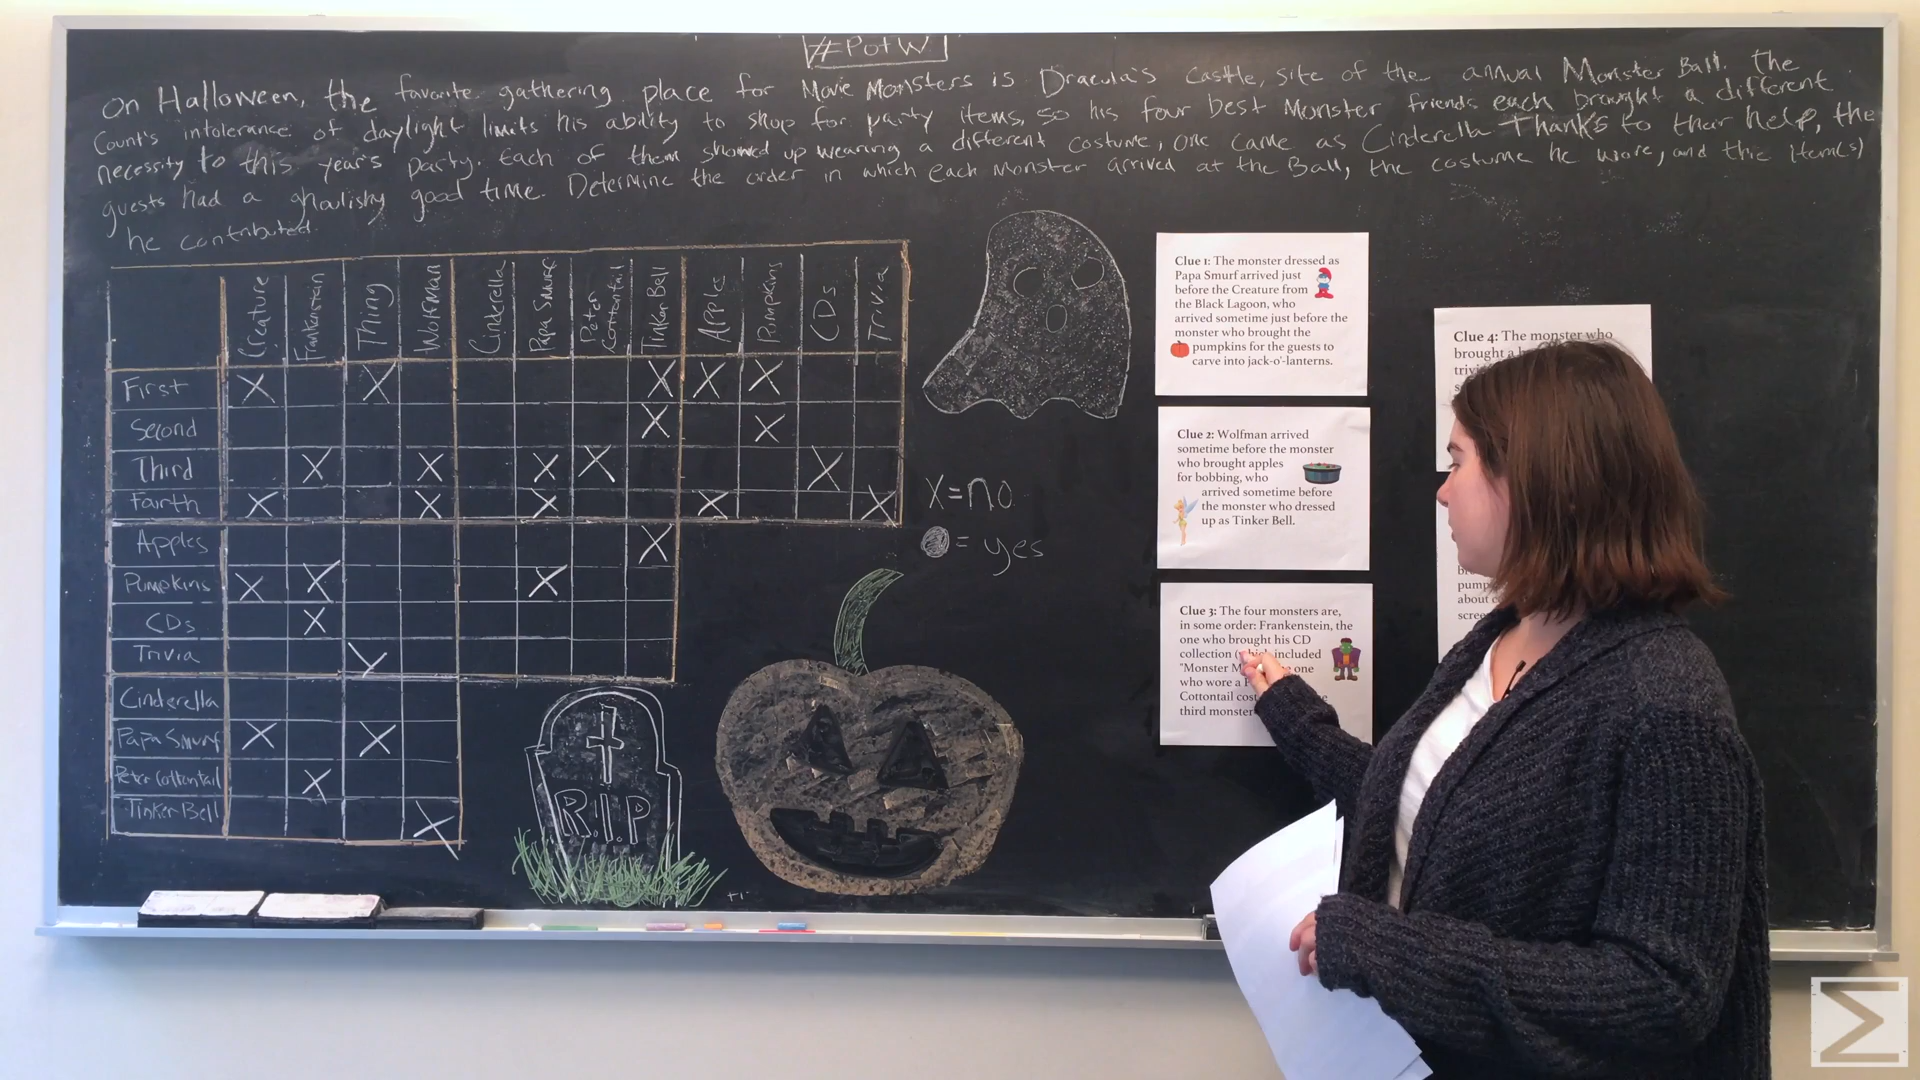 #PotW
On Halloween, the favorite gathering place for Movie Monsters is Dracula's Castle, site of the annual Monster Ball. The
Count's intolerance of daylight limits his ability to shop for party items, so his four best Monster friends each brought a different
necessity to this year's party. Each of them showed up wearing a different costume, one came as Cinderella Thanks to their help, the
guests had a ghoulishy good time. Determine the order in which each Monster arrived at the Ball, the costume he wore, and the item(s)
he contributed.
Creature
Frankenstein
Thing
Wolfman
Cinderella
Papa Smurf
Peter Cottontail
Tinker Bell
Apples
Pumpkins
CDs
Trivia
First X X X X X
Second X X
Third X X X X X
Fourth X X X X X
Apples X
Pumpkins X X X
CDs X
Trivia X
Cinderella
Papa Smurf X X
Peter Cottontail X
Tinker Bell X
X=no
= yes
R.I.P
Clue 1: The monster dressed as
Papa Smurf arrived just
before the Creature from
the Black Lagoon, who
arrived sometime just before the
monster who brought the
pumpkins for the guests to
carve into jack-o'-lanterns.
Clue 2: Wolfman arrived
sometime before the monster
who brought apples
for bobbing, who
arrived sometime before
the monster who dressed
up as Tinker Bell.
Clue 3: The four monsters are,
in some order: Frankenstein, the
one who brought his CD
collection included
"Monster one
who wore a
Cottontail
third monster
Clue 4: The monster who
brought a
pump
about
scree
Σ